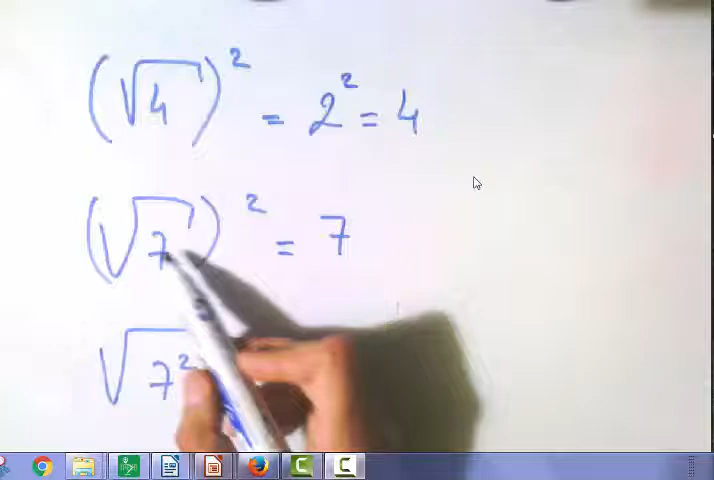 (√4)² = 2² = 4
(√7)² = 7
√7²